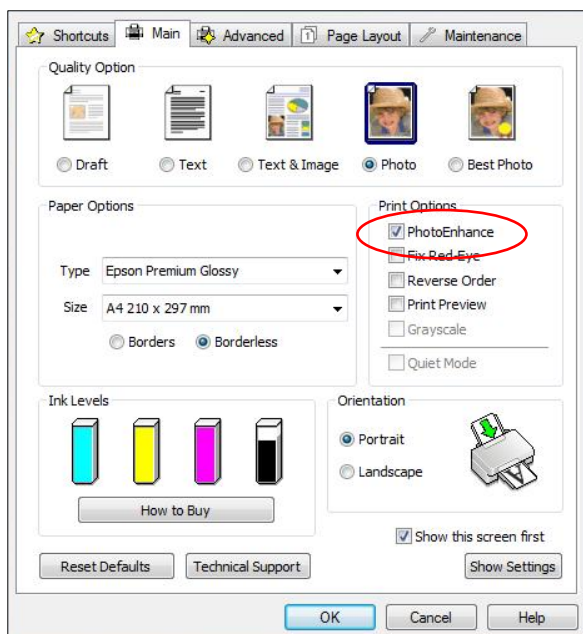 Shortcuts Main Advanced Page Layout Maintenance
Quality Option
Draft Text Text & Image Photo Best Photo
Paper Options
Type Epson Premium Glossy
Size A4 210 x 297 mm
Borders Borderless
Print Options
PhotoEnhance
Fix Red-Eye
Reverse Order
Print Preview
Grayscale
Quiet Mode
Ink Levels
How to Buy
Orientation
Portrait
Landscape
Show this screen first
Reset Defaults Technical Support Show Settings
OK Cancel Help